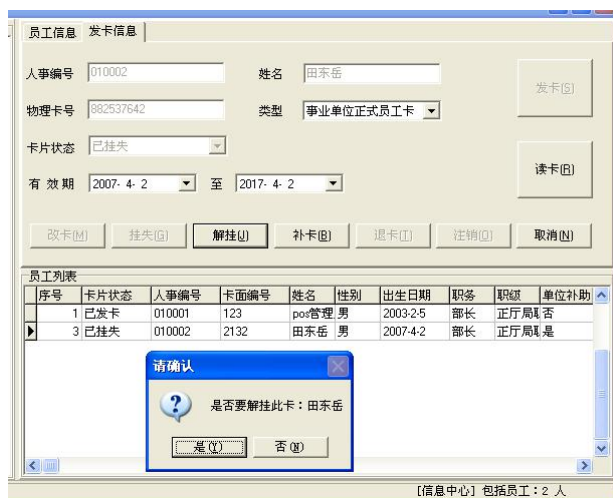 员工信息 发卡信息
人事编号 010002 姓名 田东岳 发卡(S)
物理卡号 882537642 类型 事业单位正式员工卡
卡片状态 已挂失 读卡(R)
有 效 期 2007- 4- 2 至 2017- 4- 2
改卡(M) 挂失(G) 解挂(J) 补卡(B) 退卡(T) 注销(O) 取消(N)
员工列表
序号 卡片状态 人事编号 卡面编号 姓名 性别 出生日期 职务 职级 单位补助
1 已发卡 010001 123 pos管理 男 2003-2-5 部长 正厅局 否
3 已挂失 010002 2132 田东岳 男 2007-4-2 部长 正厅局 是
请确认
是否要解挂此卡：田东岳
是(Y) 否(N)
[信息中心] 包括员工：2 人